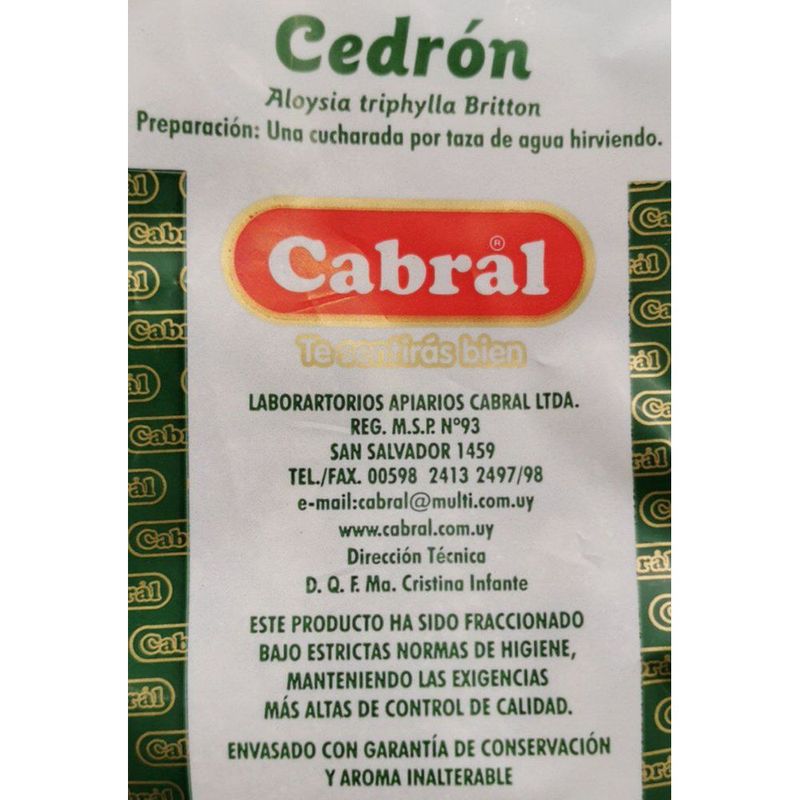 Cedrón
Aloysia triphylla Britton
Preparación: Una cucharada por taza de agua hirviendo.
Cabral®
Te sentirás bien
LABORARTORIOS APIARIOS CABRAL LTDA.
REG. M.S.P. Nº93
SAN SALVADOR 1459
TEL./FAX. 00598 2413 2497/98
e-mail:cabral@multi.com.uy
www.cabral.com.uy
Dirección Técnica
D. Q. F. Ma. Cristina Infante
ESTE PRODUCTO HA SIDO FRACCIONADO
BAJO ESTRICTAS NORMAS DE HIGIENE,
MANTENIENDO LAS EXIGENCIAS
MÁS ALTAS DE CONTROL DE CALIDAD.
ENVASADO CON GARANTÍA DE CONSERVACIÓN
Y AROMA INALTERABLE